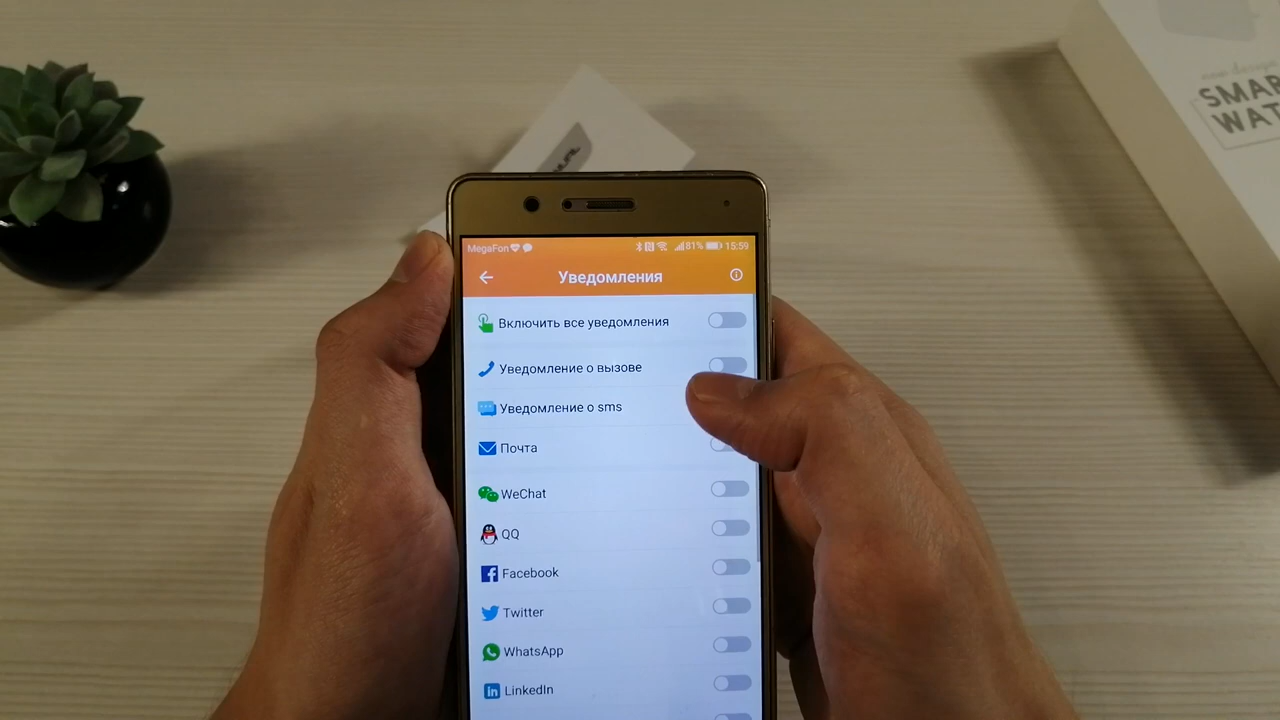 SMAR
WAT
MegaFon 81% 15:59
Уведомления
Включить все уведомления
Уведомление о вызове
Уведомление о sms
Почта
WeChat
QQ
Facebook
Twitter
WhatsApp
LinkedIn